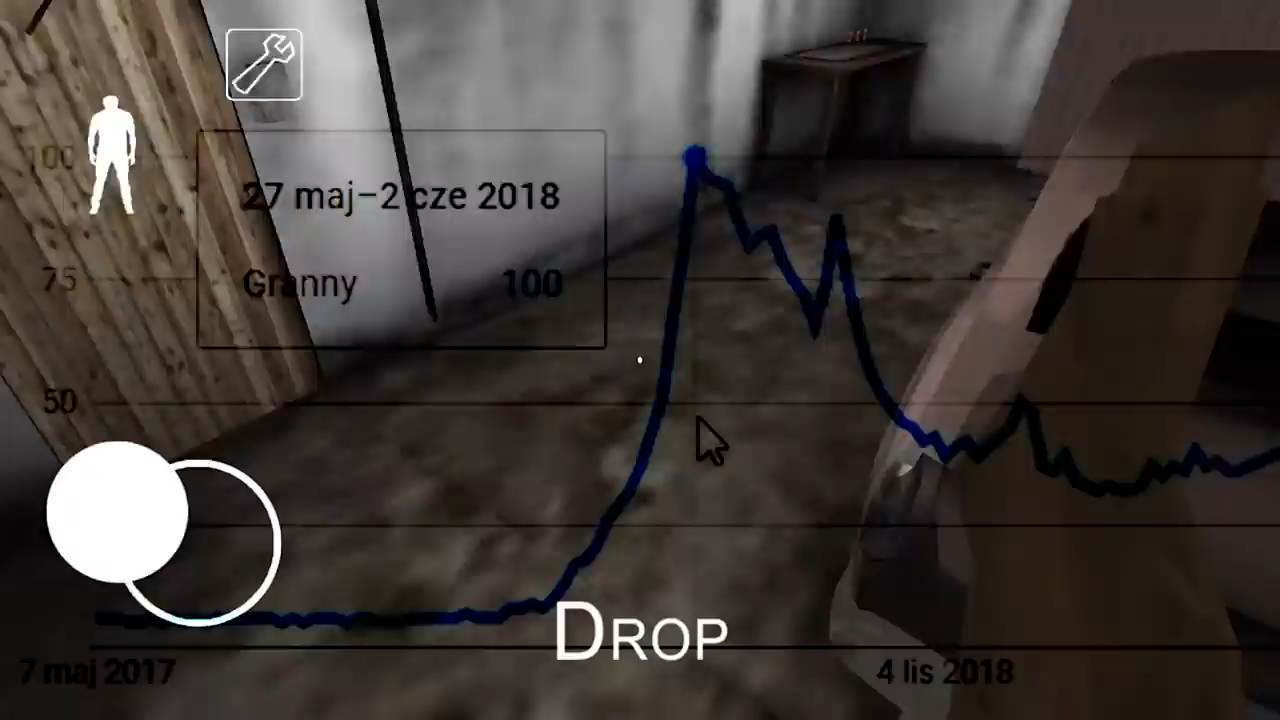 100
27 maj–2 cze 2018
75
Granny 100
50
DROP
7 maj 2017
4 lis 2018